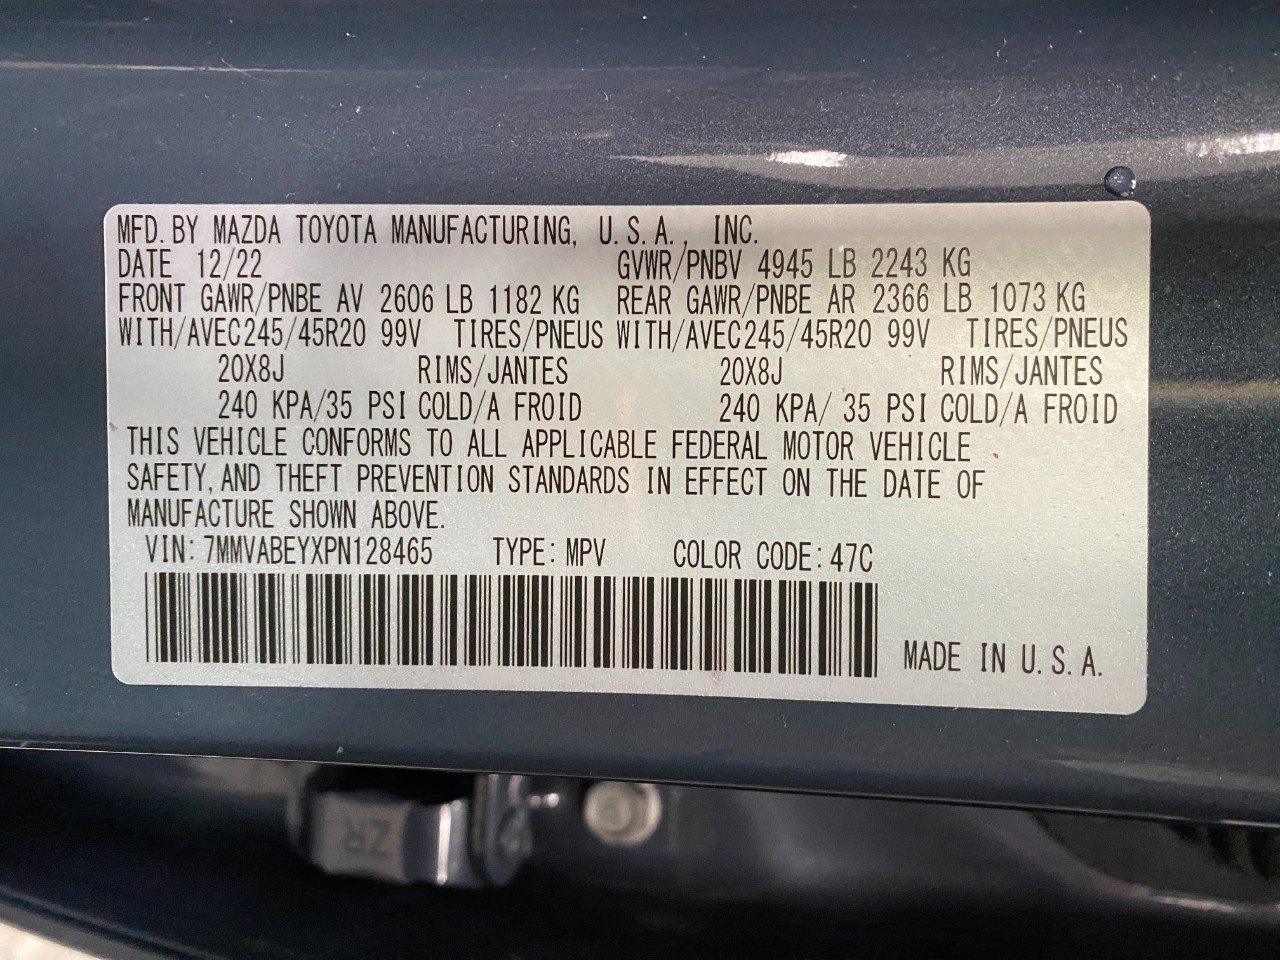 MFD. BY MAZDA TOYOTA MANUFACTURING, U.S.A., INC.
DATE 12/22 GVWR/PNBV 4945 LB 2243 KG
FRONT GAWR/PNBE AV 2606 LB 1182 KG REAR GAWR/PNBE AR 2366 LB 1073 KG
WITH/AVEC245/45R20 99V TIRES/PNEUS WITH/AVEC245/45R20 99V TIRES/PNEUS
20X8J RIMS/JANTES 20X8J RIMS/JANTES
240 KPA/35 PSI COLD/A FROID 240 KPA/ 35 PSI COLD/A FROID
THIS VEHICLE CONFORMS TO ALL APPLICABLE FEDERAL MOTOR VEHICLE
SAFETY, AND THEFT PREVENTION STANDARDS IN EFFECT ON THE DATE OF
MANUFACTURE SHOWN ABOVE.
VIN: 7MMVABEYXPN128465 TYPE: MPV COLOR CODE: 47C
MADE IN U.S.A.
ZR